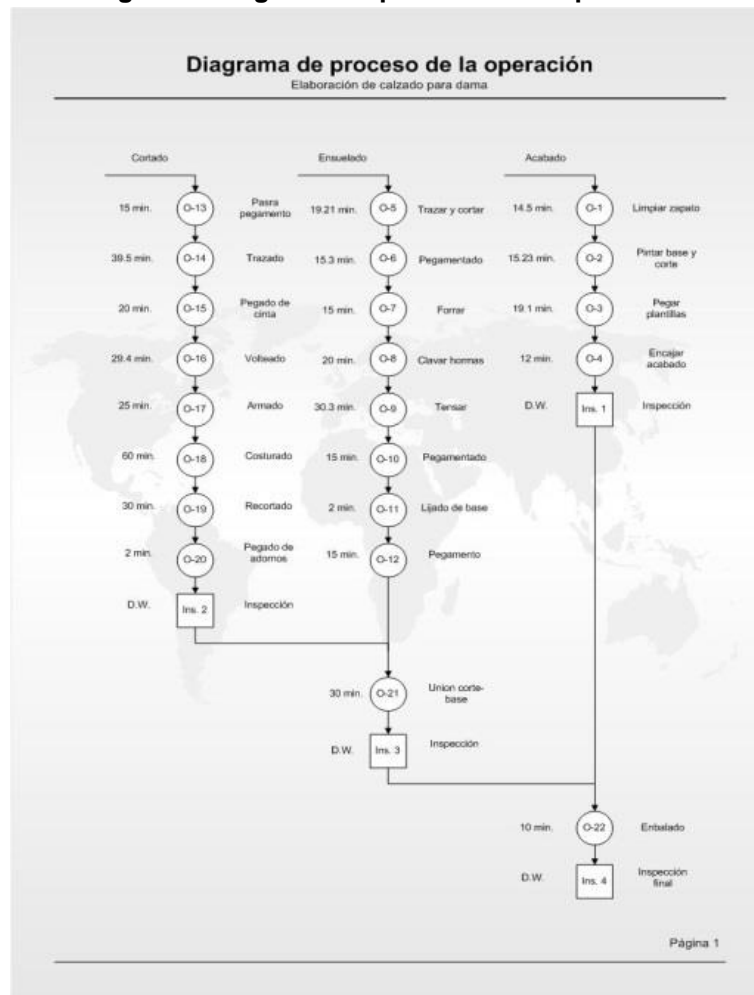 Diagrama de proceso de la operación
Elaboración de calzado para dama
Cortado
15 min. O-13 Pasra
pegamento
39.5 min. O-14 Trazado
20 min. O-15 Pegado de
cinta
29.4 min. O-16 Volteado
25 min. O-17 Armado
60 min. O-18 Costurado
30 min. O-19 Recortado
2 min. O-20 Pegado de
adornos
D.W. Ins. 2 Inspección
Ensuelado
19.21 min. O-5 Trazar y cortar
15.3 min. O-6 Pegamentado
15 min. O-7 Forrar
20 min. O-8 Clavar hormas
30.3 min. O-9 Tensar
15 min. O-10 Pegamentado
2 min. O-11 Lijado de base
15 min. O-12 Pegamento
30 min. O-21 Union corte-
base
D.W. Ins. 3 Inspección
Acabado
14.5 min. O-1 Limpiar zapato
15.23 min. O-2 Pintar base y
corte
19.1 min. O-3 Pegar
plantillas
12 min. O-4 Encajar
acabado
D.W. Ins. 1 Inspección
10 min. O-22 Enbalado
D.W. Ins. 4 Inspección
final
Página 1